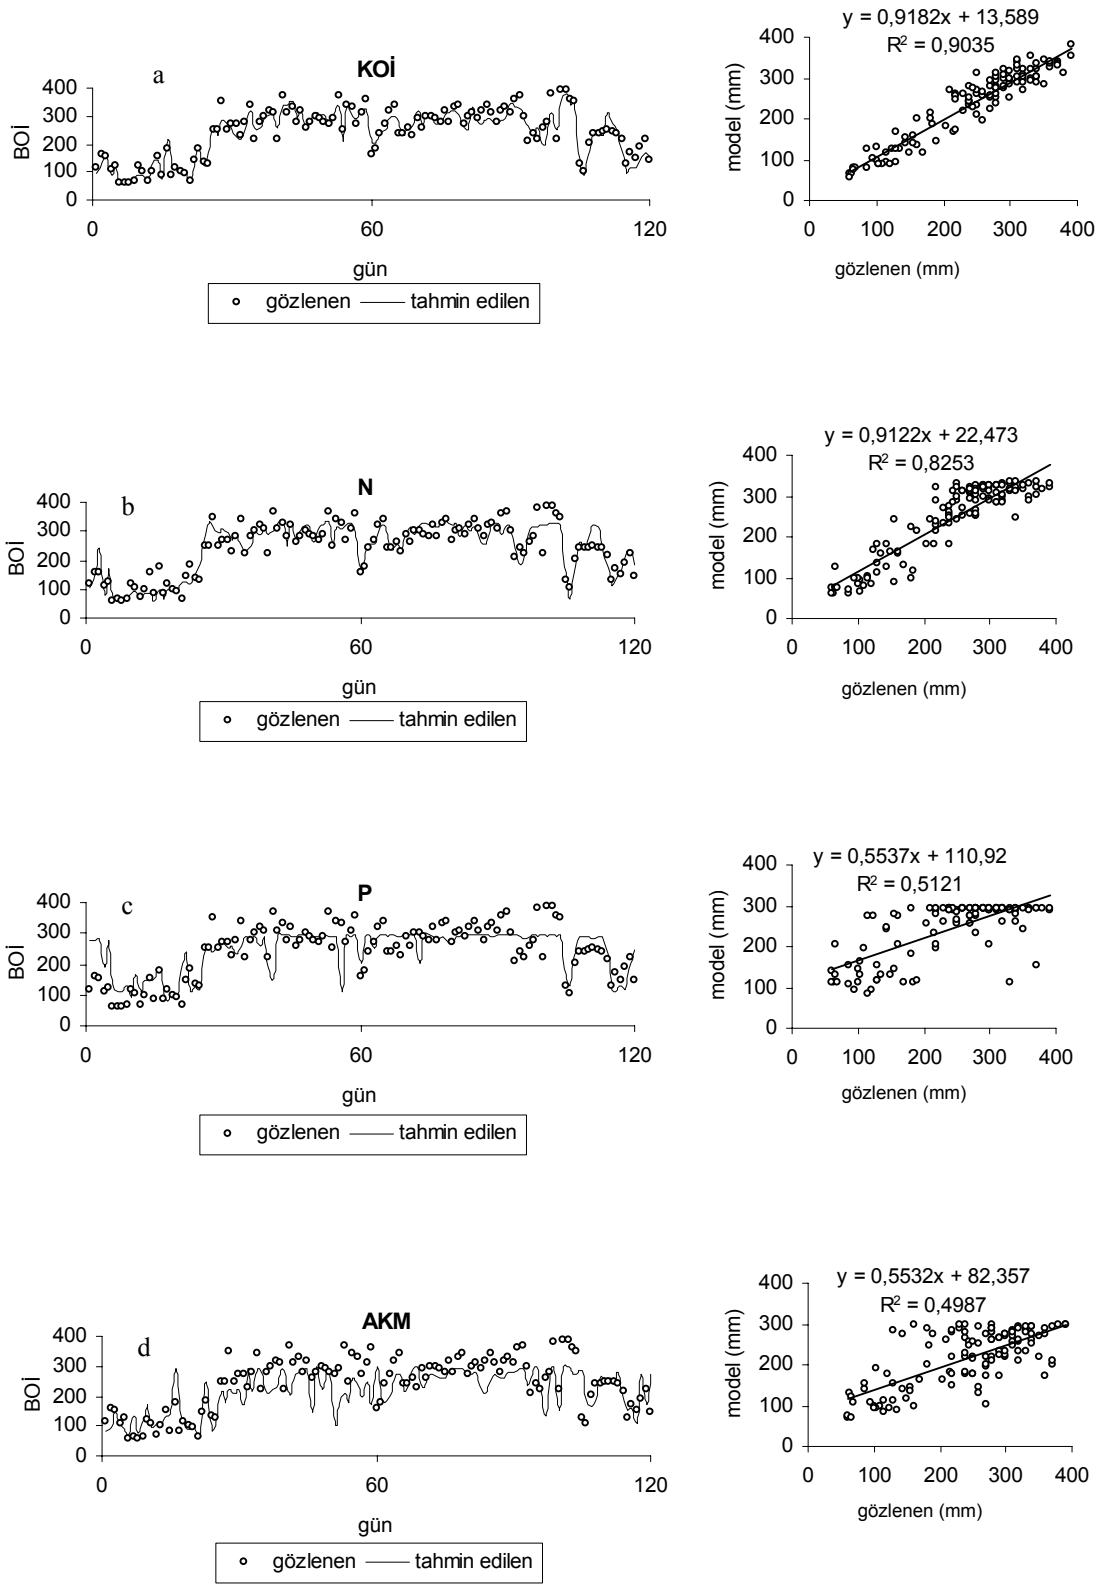 a
KOİ
BOİ
400
300
200
100
0
0 60 120
gün
gözlenen tahmin edilen
y = 0,9182x + 13,589
R² = 0,9035
model (mm)
400
300
200
100
0
0 100 200 300 400
gözlenen (mm)
b
N
BOİ
400
300
200
100
0
0 60 120
gün
gözlenen tahmin edilen
y = 0,9122x + 22,473
R² = 0,8253
model (mm)
400
300
200
100
0
0 100 200 300 400
gözlenen (mm)
c
P
BOİ
400
300
200
100
0
0 60 120
gün
gözlenen tahmin edilen
y = 0,5537x + 110,92
R² = 0,5121
model (mm)
400
300
200
100
0
0 100 200 300 400
gözlenen (mm)
d
AKM
BOİ
400
300
200
100
0
0 60 120
gün
gözlenen tahmin edilen
y = 0,5532x + 82,357
R² = 0,4987
model (mm)
400
300
200
100
0
0 100 200 300 400
gözlenen (mm)